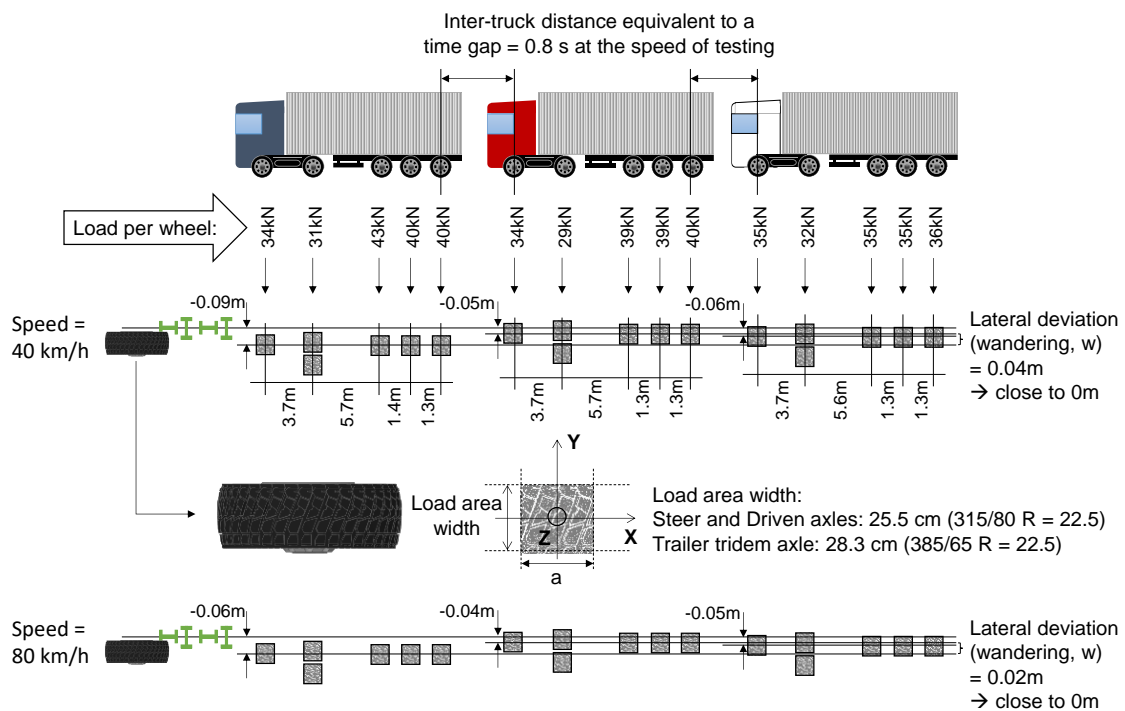 Inter-truck distance equivalent to a
time gap = 0.8 s at the speed of testing
Load per wheel:
34kN
31kN
43kN
40kN
40kN
34kN
29kN
39kN
39kN
40kN
35kN
32kN
35kN
35kN
36kN
Speed =
40 km/h
-0.09m
-0.05m
-0.06m
Lateral deviation
(wandering, w)
= 0.04m
→ close to 0m
3.7m
5.7m
1.4m
1.3m
3.7m
5.7m
1.3m
1.3m
3.7m
5.6m
1.3m
1.3m
Load area
width
Y
X
Z
a
Load area width:
Steer and Driven axles: 25.5 cm (315/80 R = 22.5)
Trailer tridem axle: 28.3 cm (385/65 R = 22.5)
Speed =
80 km/h
-0.06m
-0.04m
-0.05m
Lateral deviation
(wandering, w)
= 0.02m
→ close to 0m